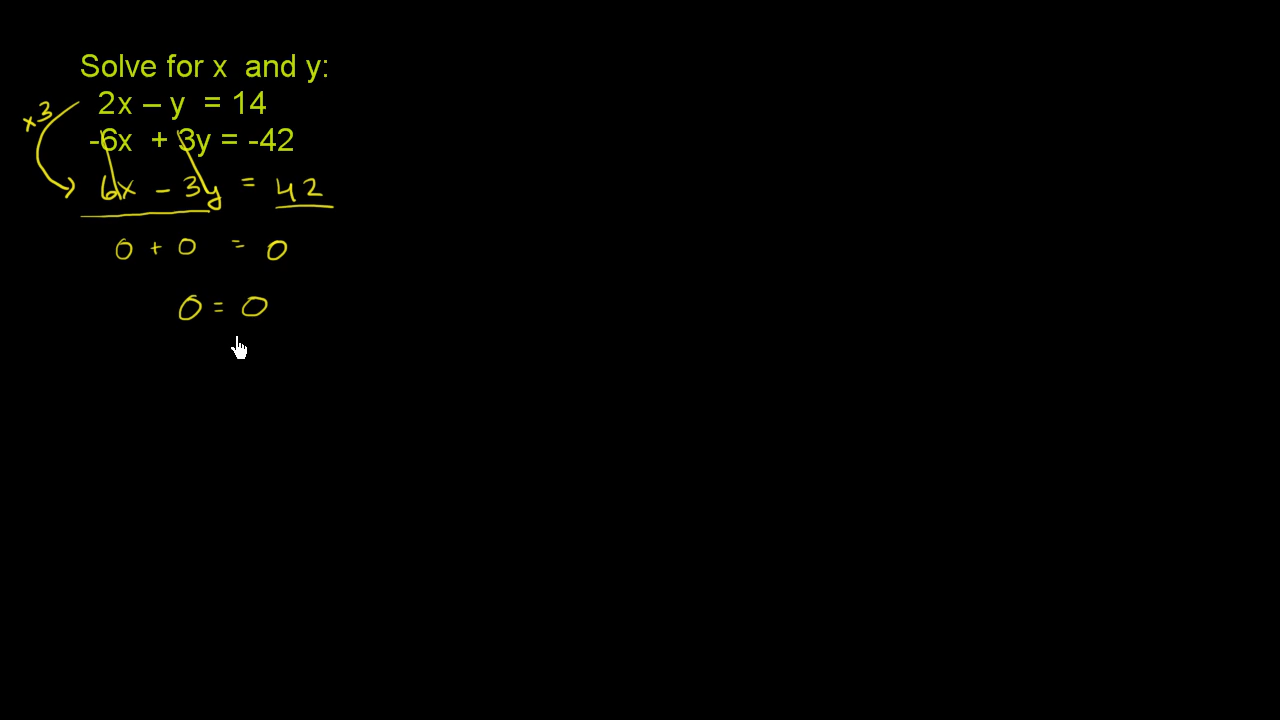 Solve for x and y:
2x – y = 14
x3
-6x + 3y = -42
6x - 3y = 42
0 + 0 = 0
0 = 0